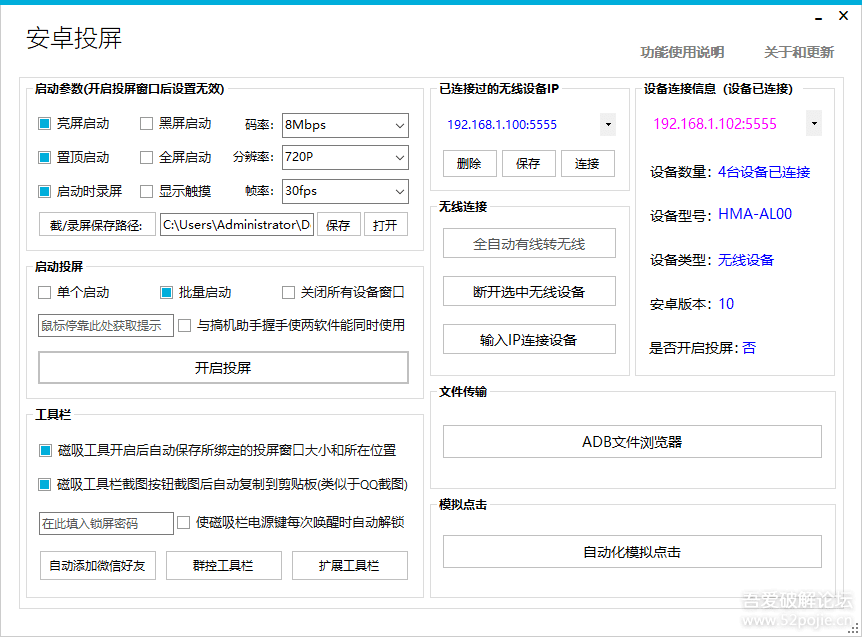 安卓投屏
功能使用说明
关于和更新
启动参数(开启投屏窗口后设置无效)
亮屏启动
黑屏启动
码率:
8Mbps
置顶启动
全屏启动
分辨率:
720P
启动时录屏
显示触摸
帧率:
30fps
截/录屏保存路径:
C:\Users\Administrator\D
保存
打开
启动投屏
单个启动
批量启动
关闭所有设备窗口
鼠标停靠此处获取提示
与搞机助手握手使两软件能同时使用
开启投屏
工具栏
磁吸工具开启后自动保存所绑定的投屏窗口大小和所在位置
磁吸工具栏截图按钮截图后自动复制到剪贴板(类似于QQ截图)
在此填入锁屏密码
使磁吸栏电源键每次唤醒时自动解锁
自动添加微信好友
群控工具栏
扩展工具栏
已连接过的无线设备IP
192.168.1.100:5555
删除
保存
连接
无线连接
全自动有线转无线
断开选中无线设备
输入IP连接设备
设备连接信息（设备已连接）
192.168.1.102:5555
设备数量: 4台设备已连接
设备型号: HMA-AL00
设备类型: 无线设备
安卓版本: 10
是否开启投屏: 否
文件传输
ADB文件浏览器
模拟点击
自动化模拟点击
吾爱破解论坛
www.52pojie.cn